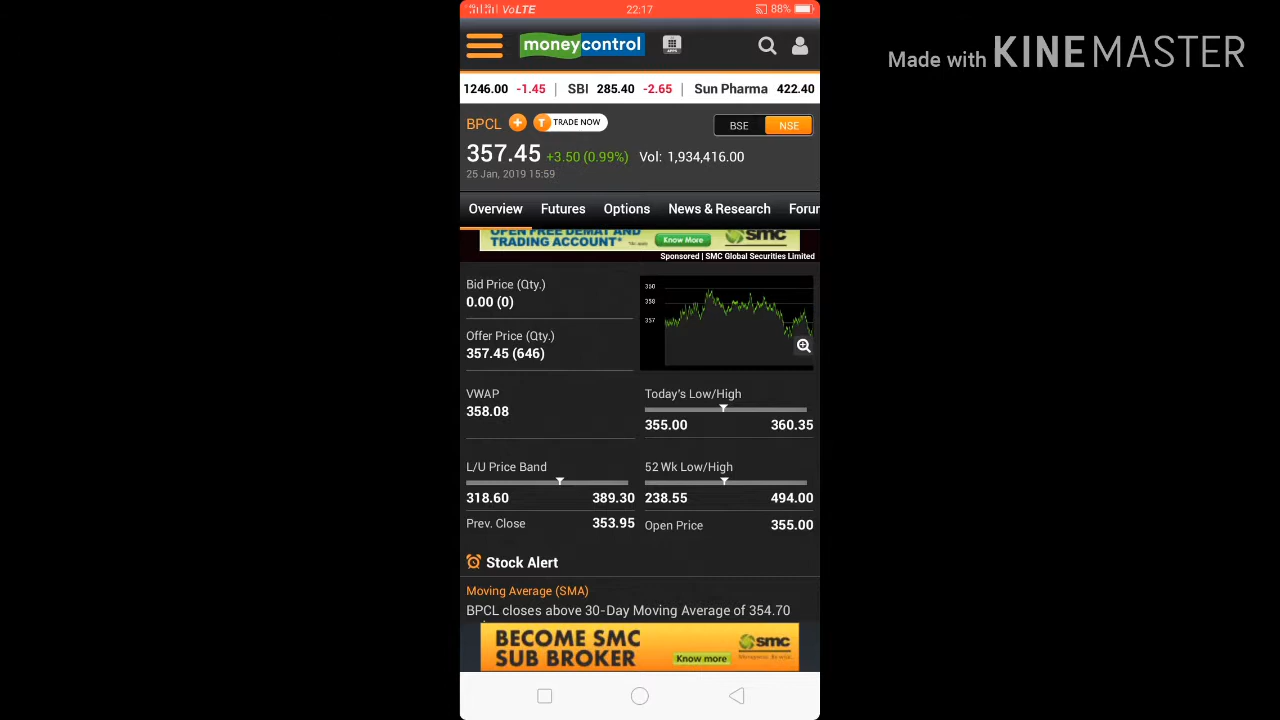 VoLTE 22:17 88%
Made with KINEMASTER
moneycontrol
APPS
1246.00 -1.45 | SBI 285.40 -2.65 | Sun Pharma 422.40
BPCL + T TRADE NOW BSE NSE
357.45 +3.50 (0.99%) Vol: 1,934,416.00
25 Jan, 2019 15:59
Overview Futures Options News & Research Forur
OPEN FREE DEMAT AND
TRADING ACCOUNT* Know More smc
Sponsored | SMC Global Securities Limited
Bid Price (Qty.)
0.00 (0)
Offer Price (Qty.)
357.45 (646)
360
358
357
VWAP
358.08
Today's Low/High
355.00 360.35
L/U Price Band
318.60 389.30
Prev. Close 353.95
52 Wk Low/High
238.55 494.00
Open Price 355.00
Stock Alert
Moving Average (SMA)
BPCL closes above 30-Day Moving Average of 354.70
BECOME SMC
SUB BROKER Know more smc